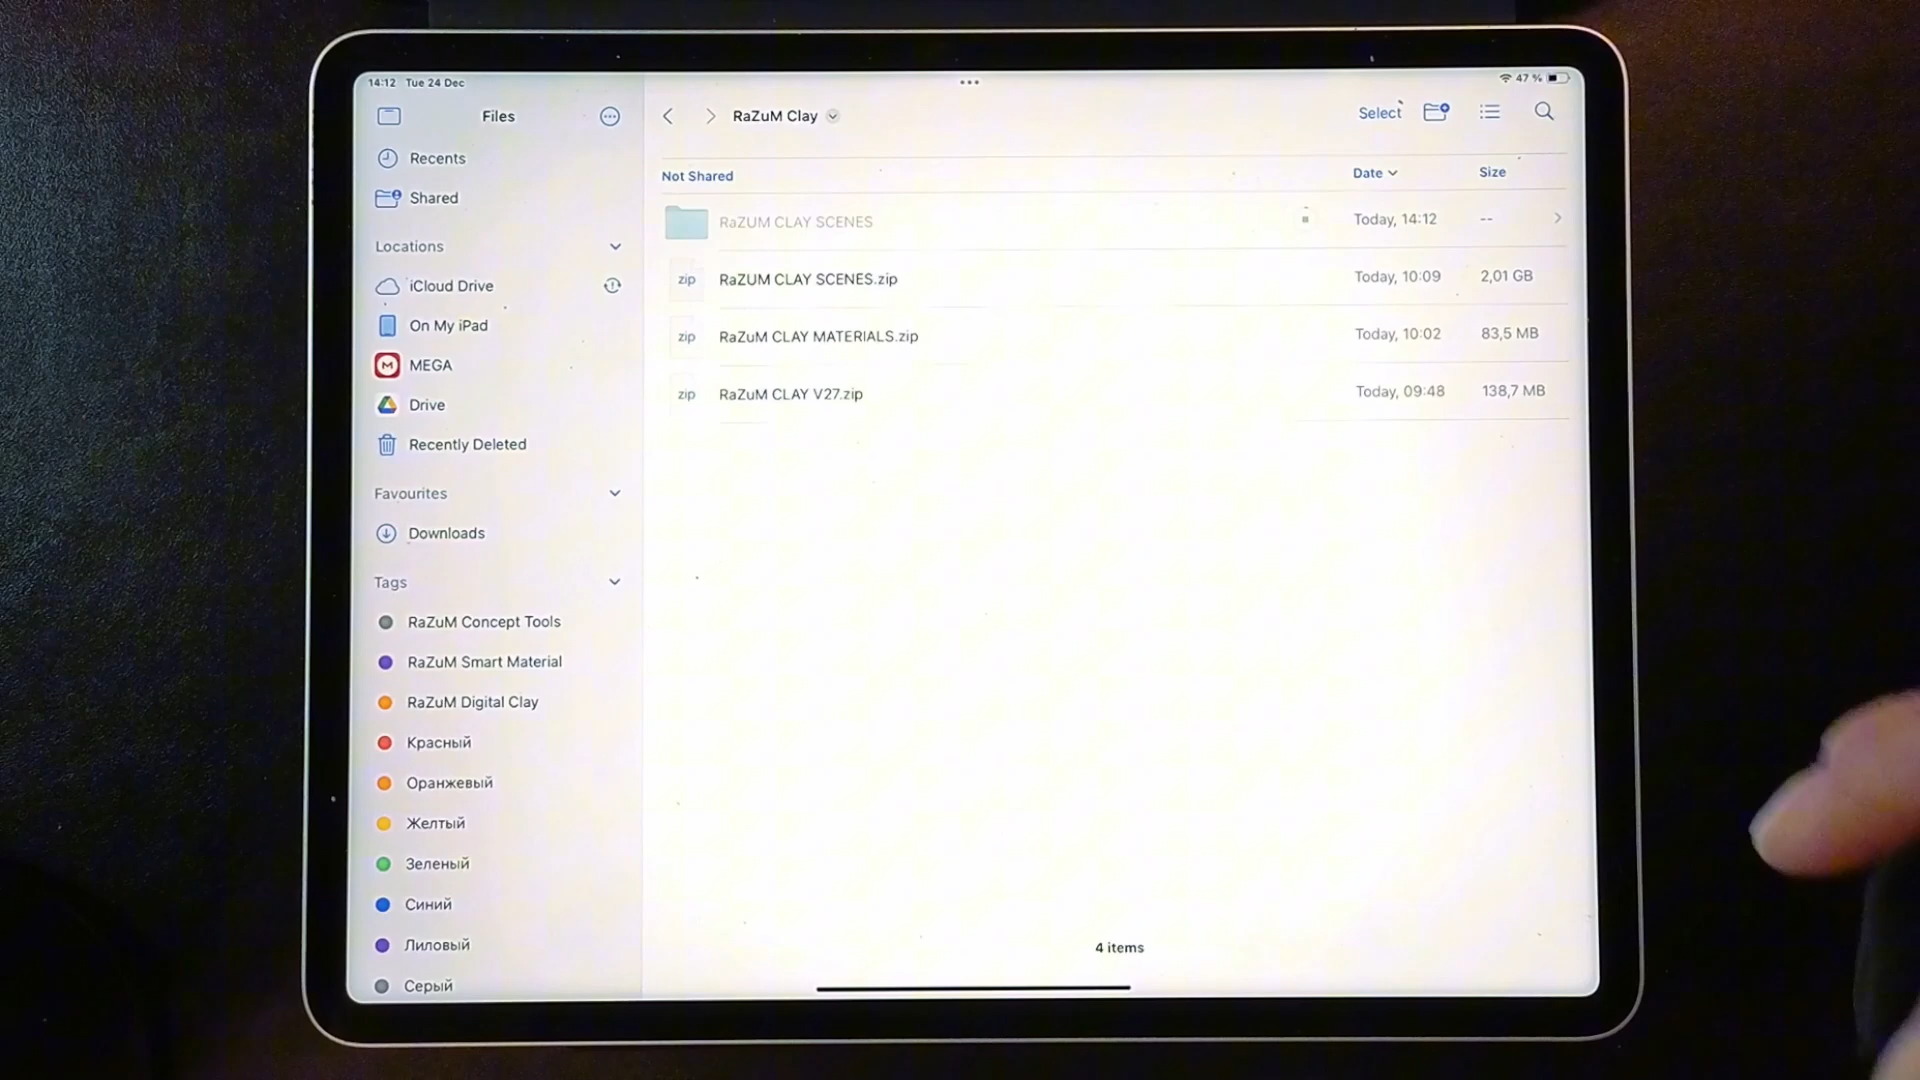 14:12 Tue 24 Dec
47 %
Files
RaZuM Clay
Select
Recents
Shared
Locations
iCloud Drive
On My iPad
MEGA
Drive
Recently Deleted
Favourites
Downloads
Tags
RaZuM Concept Tools
RaZuM Smart Material
RaZuM Digital Clay
Красный
Оранжевый
Желтый
Зеленый
Синий
Лиловый
Серый
Not Shared Date Size
RaZUM CLAY SCENES Today, 14:12 --
zip RaZUM CLAY SCENES.zip Today, 10:09 2,01 GB
zip RaZuM CLAY MATERIALS.zip Today, 10:02 83,5 MB
zip RaZuM CLAY V27.zip Today, 09:48 138,7 MB
4 items